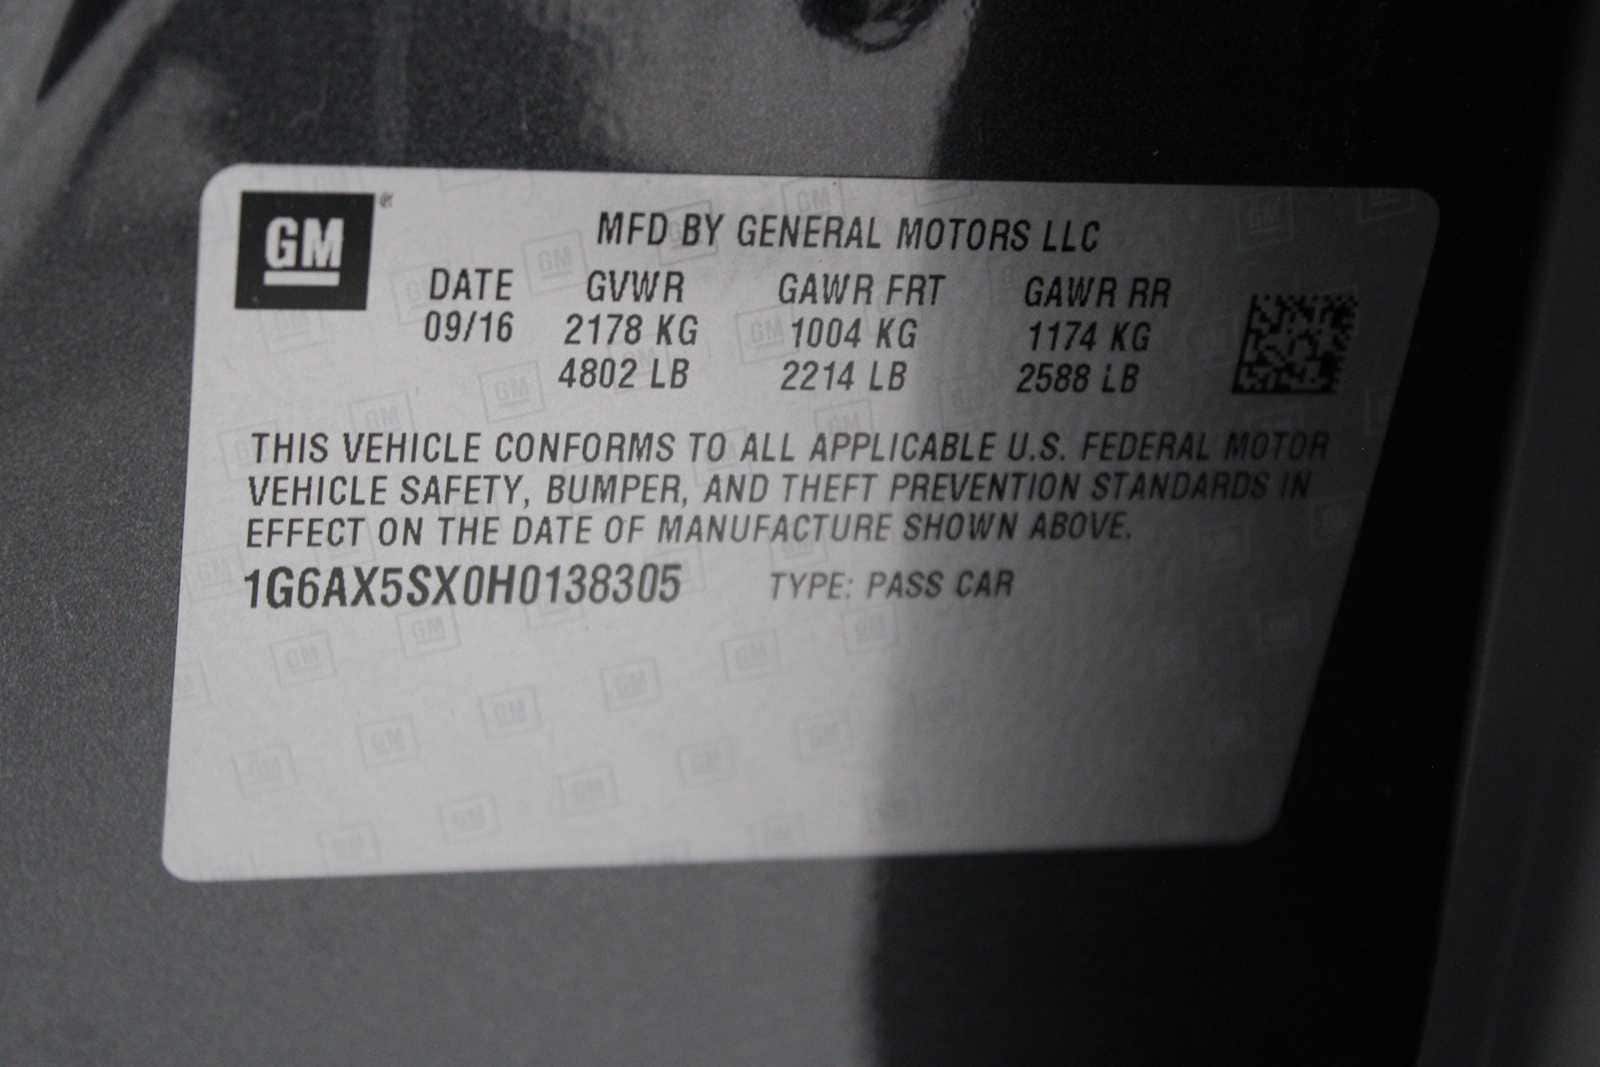 GM
MFD BY GENERAL MOTORS LLC
DATE GVWR GAWR FRT GAWR RR
09/16 2178 KG 1004 KG 1174 KG
4802 LB 2214 LB 2588 LB
THIS VEHICLE CONFORMS TO ALL APPLICABLE U.S. FEDERAL MOTOR
VEHICLE SAFETY, BUMPER, AND THEFT PREVENTION STANDARDS IN
EFFECT ON THE DATE OF MANUFACTURE SHOWN ABOVE.
1G6AX5SX0H0138305 TYPE: PASS CAR